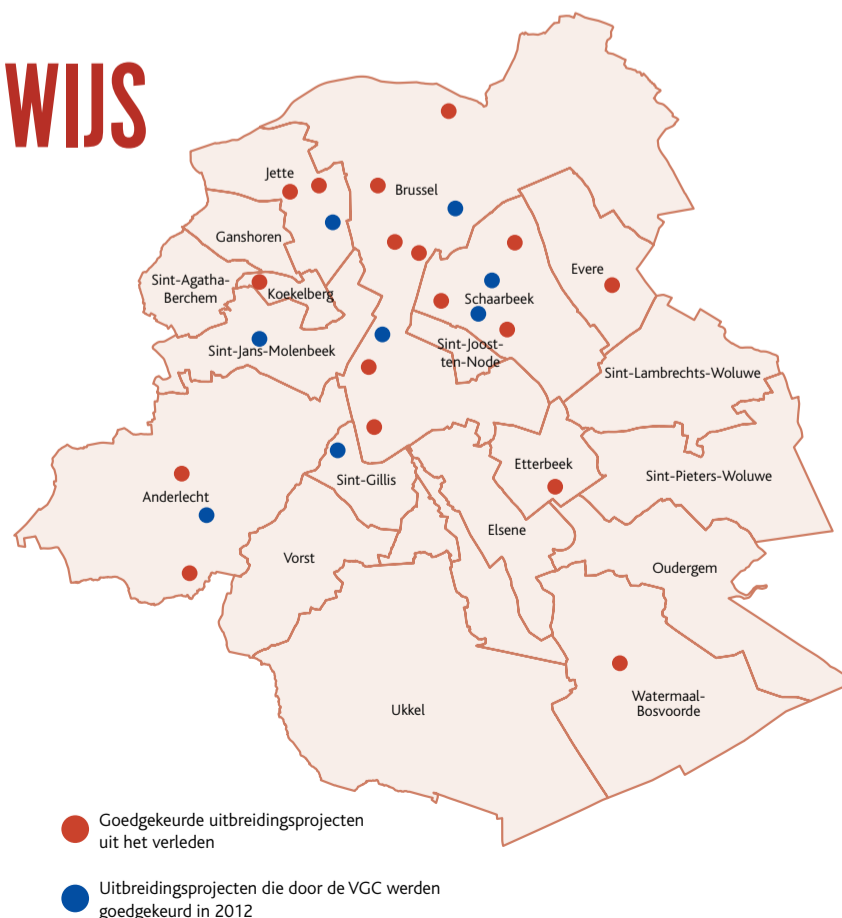 WIJS
Jette
Brussel
Ganshoren
Evere
Sint-Agatha-
Berchem
Koekelberg
Schaarbeek
Sint-Jans-Molenbeek
Sint-Joost-
ten-Node
Sint-Lambrechts-Woluwe
Etterbeek
Sint-Pieters-Woluwe
Sint-Gillis
Anderlecht
Elsene
Vorst
Oudergem
Watermaal-
Bosvoorde
Ukkel
Goedgekeurde uitbreidingsprojecten
uit het verleden
Uitbreidingsprojecten die door de VGC werden
goedgekeurd in 2012